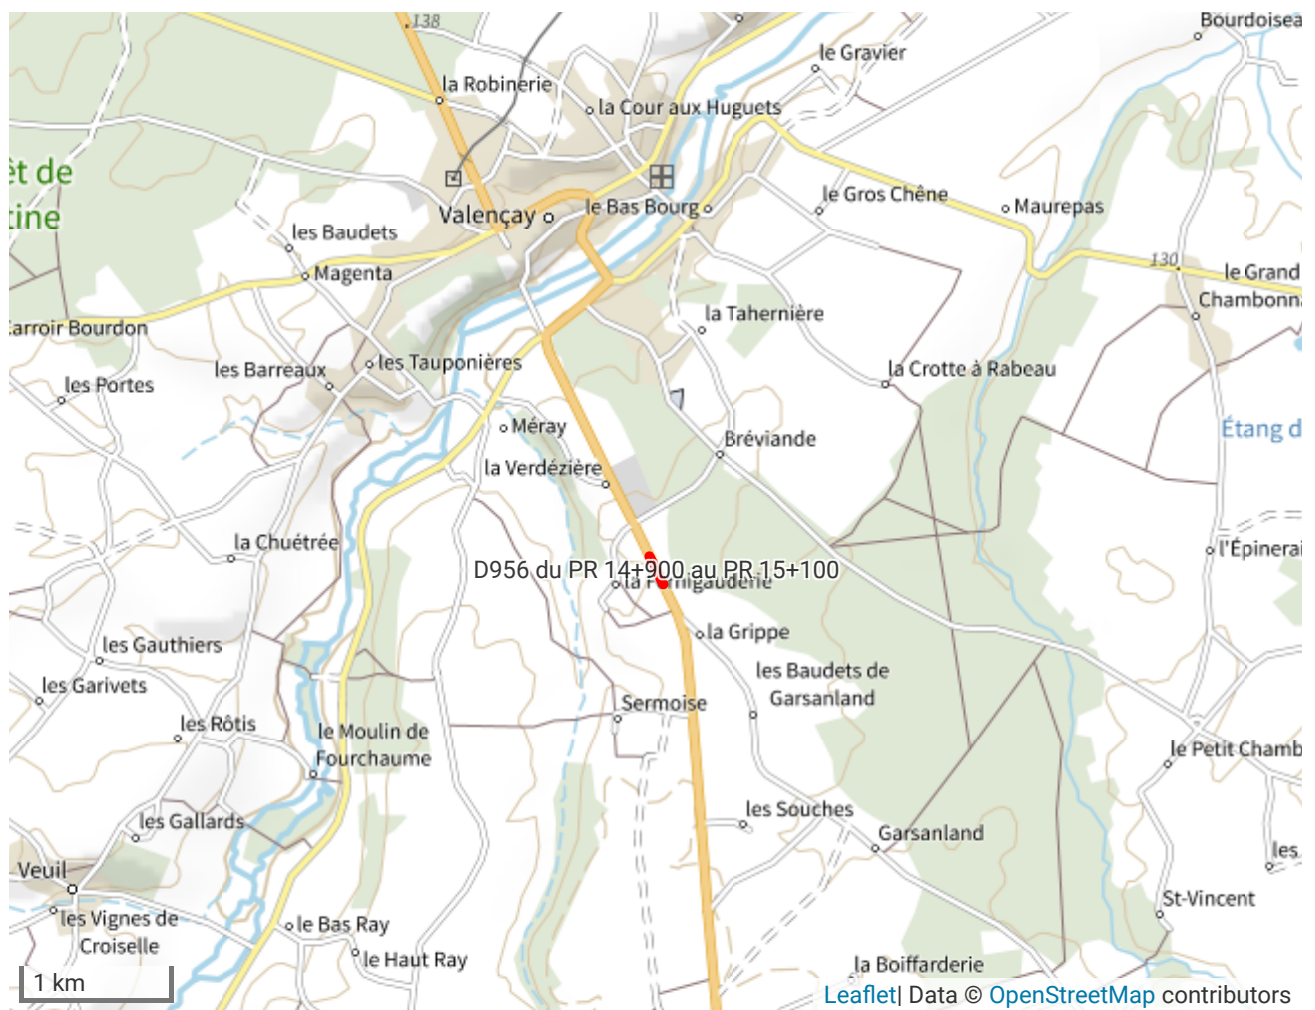 138
Bourdoisea
le Gravier
la Robinerie
la Cour aux Huguets
êt de
tine
le Gros Chêne
Maurepas
Valençay
le Bas Bourg
les Baudets
Magenta
130
le Grand
Chambonn
la Tahernière
arroir Bourdon
les Tauponières
les Barreaux
la Crotte à Rabeau
les Portes
Méray
Bréviande
Étang d
la Verdézière
la Chuétrée
l'Épinerai
D956 du PR 14+900 au PR 15+100
la Grippe
les Gauthiers
les Baudets de
Garsanland
les Garivets
Sermoise
les Rôtis
le Moulin de
Fourchaume
le Petit Chamb
les Souches
les Gallards
Garsanland
les
Veuil
St-Vincent
les Vignes de
Croiselle
le Bas Ray
le Haut Ray
la Boiffarderie
1 km
Leaflet| Data © OpenStreetMap contributors